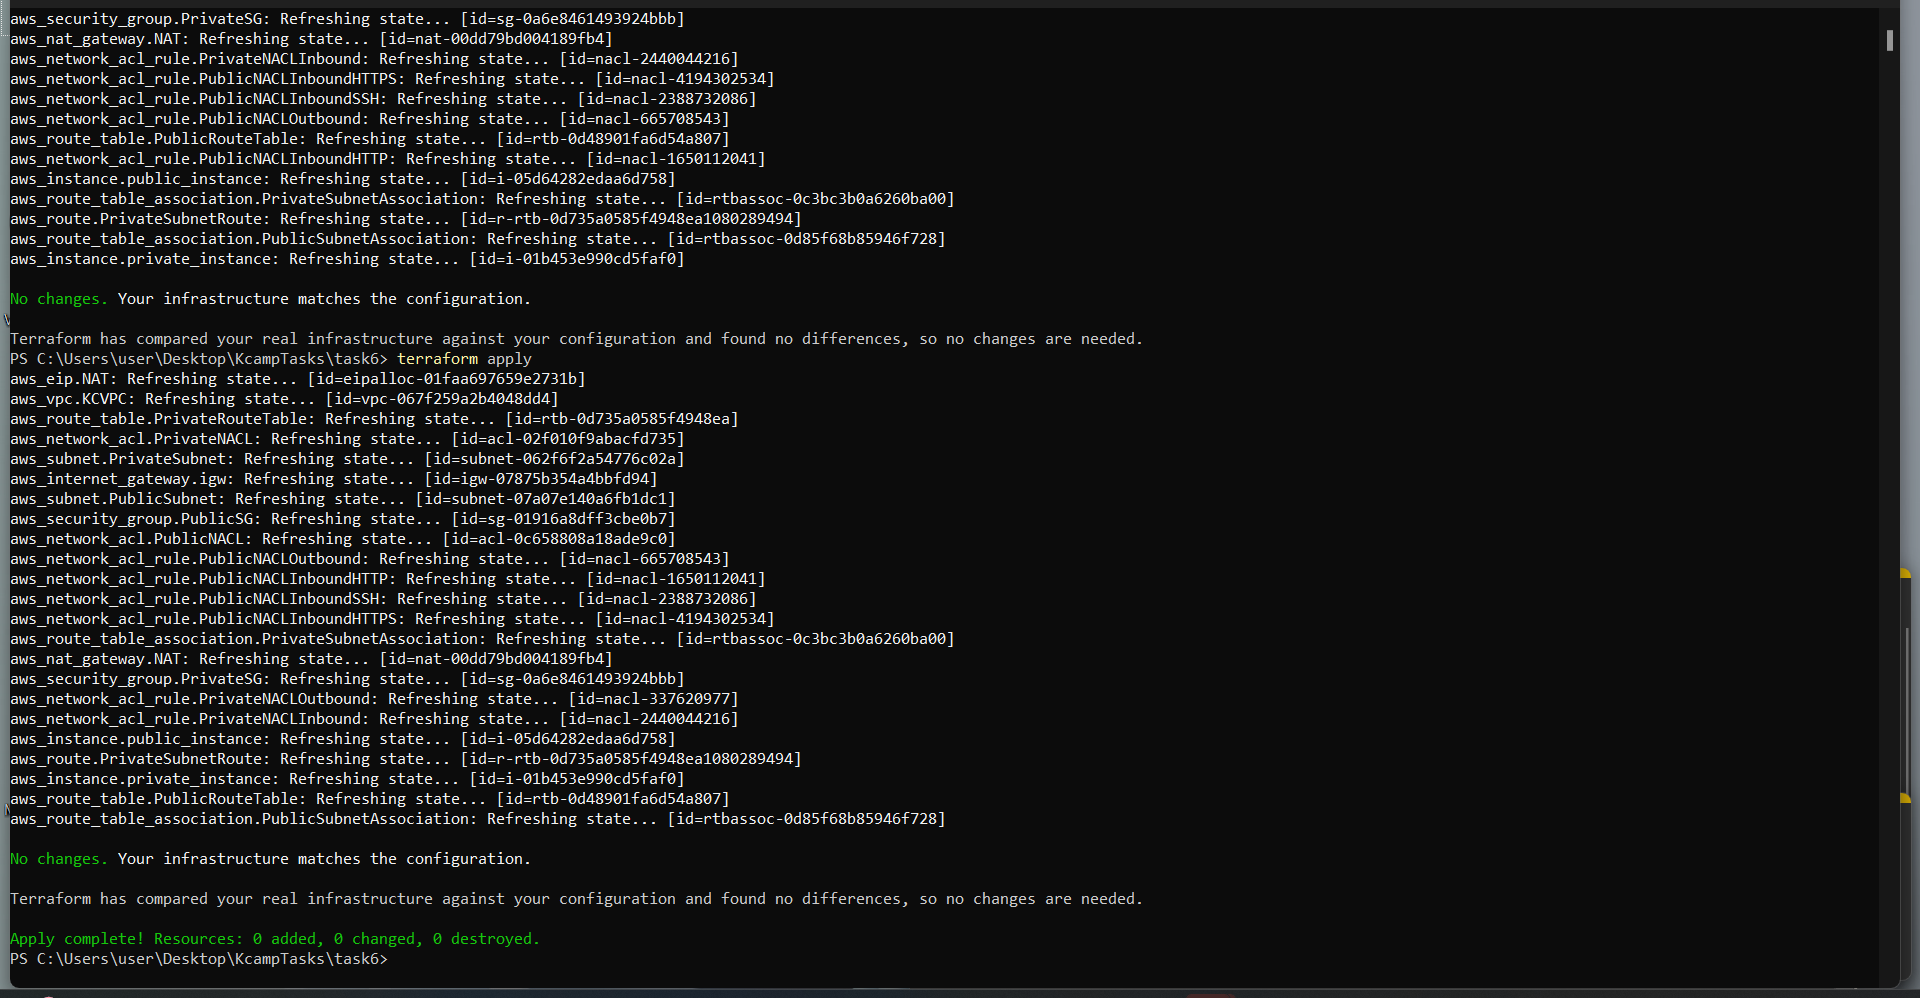 aws_security_group.PrivateSG: Refreshing state... [id=sg-0a6e8461493924bbb]
aws_nat_gateway.NAT: Refreshing state... [id=nat-00dd79bd004189fb4]
aws_network_acl_rule.PrivateNACLInbound: Refreshing state... [id=nacl-2440044216]
aws_network_acl_rule.PublicNACLInboundHTTPS: Refreshing state... [id=nacl-4194302534]
aws_network_acl_rule.PublicNACLInboundSSH: Refreshing state... [id=nacl-2388732086]
aws_network_acl_rule.PublicNACLOutbound: Refreshing state... [id=nacl-665708543]
aws_route_table.PublicRouteTable: Refreshing state... [id=rtb-0d48901fa6d54a807]
aws_network_acl_rule.PublicNACLInboundHTTP: Refreshing state... [id=nacl-1650112041]
aws_instance.public_instance: Refreshing state... [id=i-05d64282edaa6d758]
aws_route_table_association.PrivateSubnetAssociation: Refreshing state... [id=rtbassoc-0c3bc3b0a6260ba00]
aws_route.PrivateSubnetRoute: Refreshing state... [id=r-rtb-0d735a0585f4948ea1080289494]
aws_route_table_association.PublicSubnetAssociation: Refreshing state... [id=rtbassoc-0d85f68b85946f728]
aws_instance.private_instance: Refreshing state... [id=i-01b453e990cd5faf0]
No changes. Your infrastructure matches the configuration.
Terraform has compared your real infrastructure against your configuration and found no differences, so no changes are needed.
PS C:\Users\user\Desktop\KcampTasks\task6> terraform apply
aws_eip.NAT: Refreshing state... [id=eipalloc-01faa697659e2731b]
aws_vpc.KCVPC: Refreshing state... [id=vpc-067f259a2b4048dd4]
aws_route_table.PrivateRouteTable: Refreshing state... [id=rtb-0d735a0585f4948ea]
aws_network_acl.PrivateNACL: Refreshing state... [id=acl-02f010f9abacfd735]
aws_subnet.PrivateSubnet: Refreshing state... [id=subnet-062f6f2a54776c02a]
aws_internet_gateway.igw: Refreshing state... [id=igw-07875b354a4bbfd94]
aws_subnet.PublicSubnet: Refreshing state... [id=subnet-07a07e140a6fb1dc1]
aws_security_group.PublicSG: Refreshing state... [id=sg-01916a8dff3cbe0b7]
aws_network_acl.PublicNACL: Refreshing state... [id=acl-0c658808a18ade9c0]
aws_network_acl_rule.PublicNACLOutbound: Refreshing state... [id=nacl-665708543]
aws_network_acl_rule.PublicNACLInboundHTTP: Refreshing state... [id=nacl-1650112041]
aws_network_acl_rule.PublicNACLInboundSSH: Refreshing state... [id=nacl-2388732086]
aws_network_acl_rule.PublicNACLInboundHTTPS: Refreshing state... [id=nacl-4194302534]
aws_route_table_association.PrivateSubnetAssociation: Refreshing state... [id=rtbassoc-0c3bc3b0a6260ba00]
aws_nat_gateway.NAT: Refreshing state... [id=nat-00dd79bd004189fb4]
aws_security_group.PrivateSG: Refreshing state... [id=sg-0a6e8461493924bbb]
aws_network_acl_rule.PrivateNACLOutbound: Refreshing state... [id=nacl-337620977]
aws_network_acl_rule.PrivateNACLInbound: Refreshing state... [id=nacl-2440044216]
aws_instance.public_instance: Refreshing state... [id=i-05d64282edaa6d758]
aws_route.PrivateSubnetRoute: Refreshing state... [id=r-rtb-0d735a0585f4948ea1080289494]
aws_instance.private_instance: Refreshing state... [id=i-01b453e990cd5faf0]
aws_route_table.PublicRouteTable: Refreshing state... [id=rtb-0d48901fa6d54a807]
aws_route_table_association.PublicSubnetAssociation: Refreshing state... [id=rtbassoc-0d85f68b85946f728]
No changes. Your infrastructure matches the configuration.
Terraform has compared your real infrastructure against your configuration and found no differences, so no changes are needed.
Apply complete! Resources: 0 added, 0 changed, 0 destroyed.
PS C:\Users\user\Desktop\KcampTasks\task6>